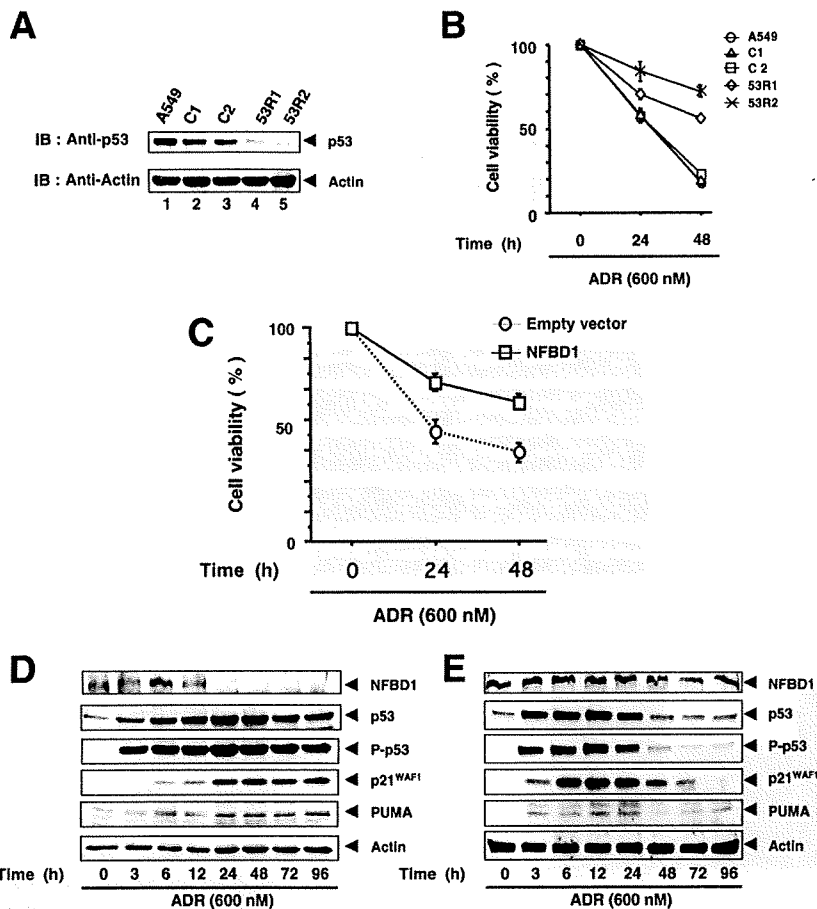 A
A549 C1 C2 53R1 53R2
IB : Anti-p53
p53
IB : Anti-Actin
Actin
1 2 3 4 5
B
Cell viability ( % )
100
50
0
A549
C1
C 2
53R1
53R2
Time (h) 0 24 48
ADR (600 nM)
C
Cell viability ( % )
100
50
0
Empty vector
NFBD1
Time (h) 0 24 48
ADR (600 nM)
D
NFBD1
p53
P-p53
p21WAF1
PUMA
Actin
Time (h) 0 3 6 12 24 48 72 96
ADR (600 nM)
E
NFBD1
p53
P-p53
p21WAF1
PUMA
Actin
Time (h) 0 3 6 12 24 48 72 96
ADR (600 nM)